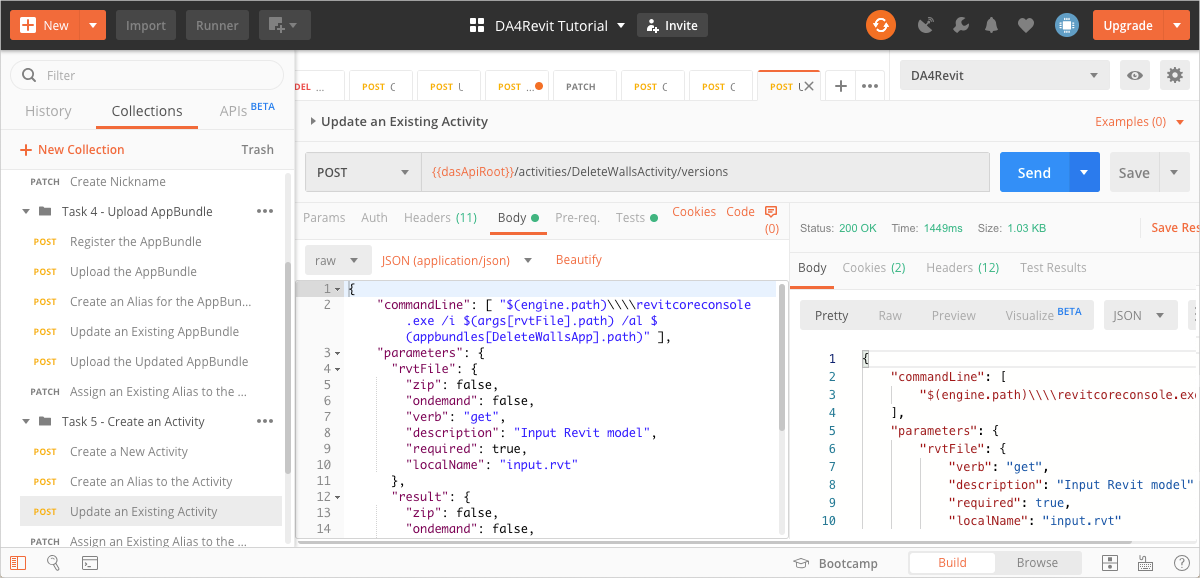 New Import Runner DA4Revit Tutorial Invite Upgrade
Filter
History Collections APIs BETA
New Collection Trash
PATCH Create Nickname
Task 4 - Upload AppBundle
POST Register the AppBundle
POST Upload the AppBundle
POST Create an Alias for the AppBun...
POST Update an Existing AppBundle
POST Upload the Updated AppBundle
PATCH Assign an Existing Alias to the ...
Task 5 - Create an Activity
POST Create a New Activity
POST Create an Alias to the Activity
POST Update an Existing Activity
PATCH Assign an Existing Alias to the ...
DEL ... POST C POST POST ... PATCH POST C POST C POST
DA4Revit
Update an Existing Activity
Examples (0)
POST {{dasApiRoot}}/activities/DeleteWallsActivity/versions Send Save
Params Auth Headers (11) Body Pre-req. Tests Cookies Code (0)
raw JSON (application/json) Beautify
1 {
2 "commandLine": [ "$(engine.path)\\\\revitcoreconsole
.exe /i $(args[rvtFile].path) /al $
(appbundles[DeleteWallsApp].path)" ],
3 "parameters": {
4 "rvtFile": {
5 "zip": false,
6 "ondemand": false,
7 "verb": "get",
8 "description": "Input Revit model",
9 "required": true,
10 "localName": "input.rvt"
11 },
12 "result": {
13 "zip": false,
14 "ondemand": false,
Status: 200 OK Time: 1449ms Size: 1.03 KB Save Res
Body Cookies (2) Headers (12) Test Results
Pretty Raw Preview Visualize BETA JSON
1 {
2 "commandLine": [
3 "$(engine.path)\\\\revitcoreconsole.exe
4 ],
5 "parameters": {
6 "rvtFile": {
7 "verb": "get",
8 "description": "Input Revit model"
9 "required": true,
10 "localName": "input.rvt"
Bootcamp Build Browse